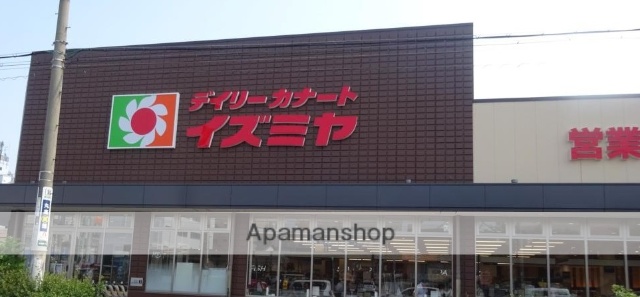 デイリーカナート
イズミヤ
営業
Apamanshop